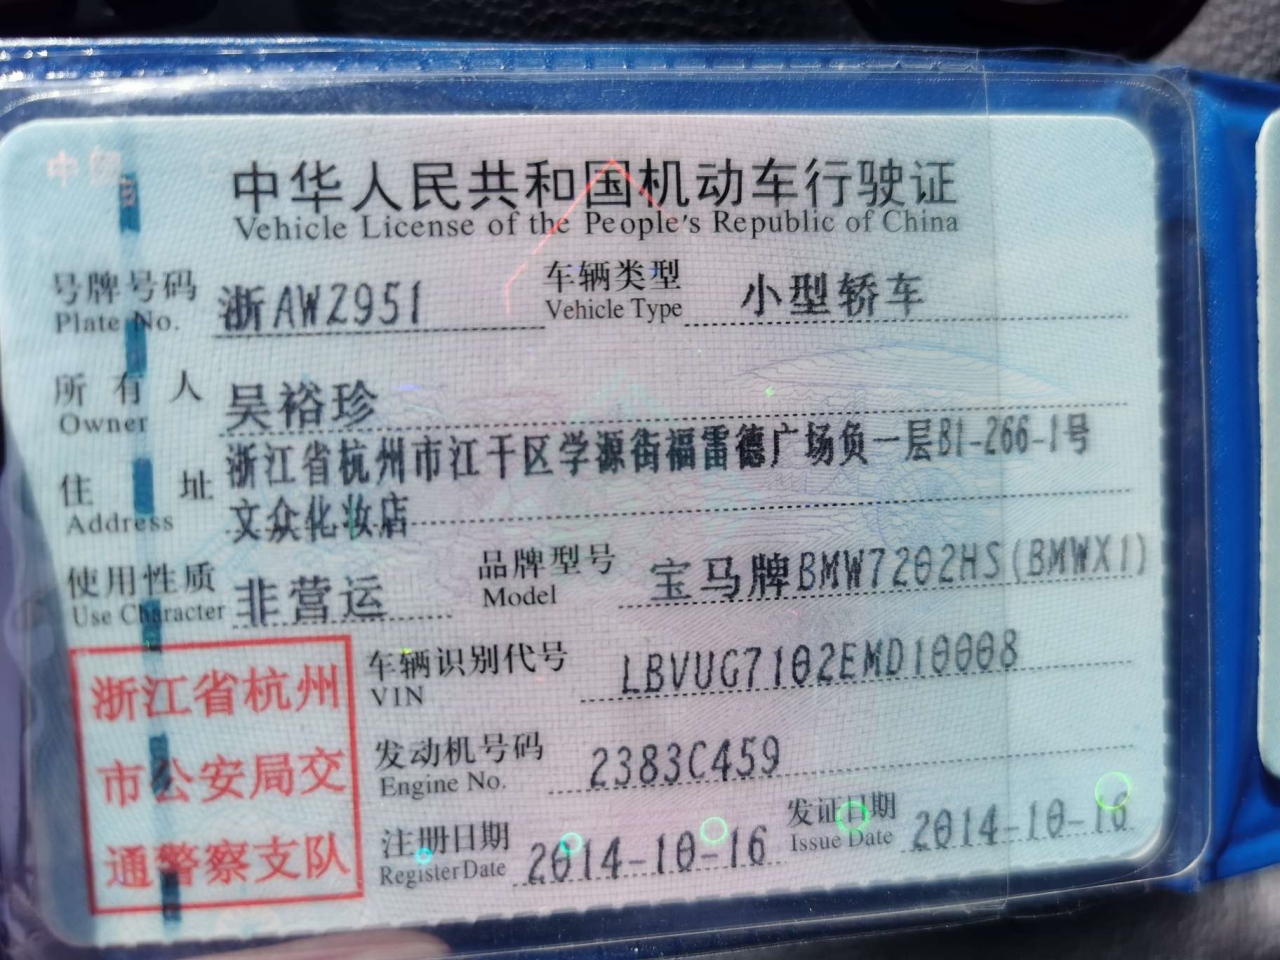 中华人民共和国机动车行驶证
Vehicle License of the People's Republic of China
号牌号码 浙AWZ951 车辆类型 小型轿车
Plate No. Vehicle Type
所有人 吴裕珍
Owner
浙江省杭州市江干区学源街福雷德广场负一层B1-266-1号
住址
Address 文众化妆店
使用性质 非营运 品牌型号 宝马牌BMW7202HS(BMWX1)
Use Character Model
浙江省杭州
市公安局交
通警察支队
车辆识别代号 LBVUG7102EMD10008
VIN
发动机号码 2383C459
Engine No.
注册日期 2014-10-16 发证日期 2014-10-16
Register Date Issue Date